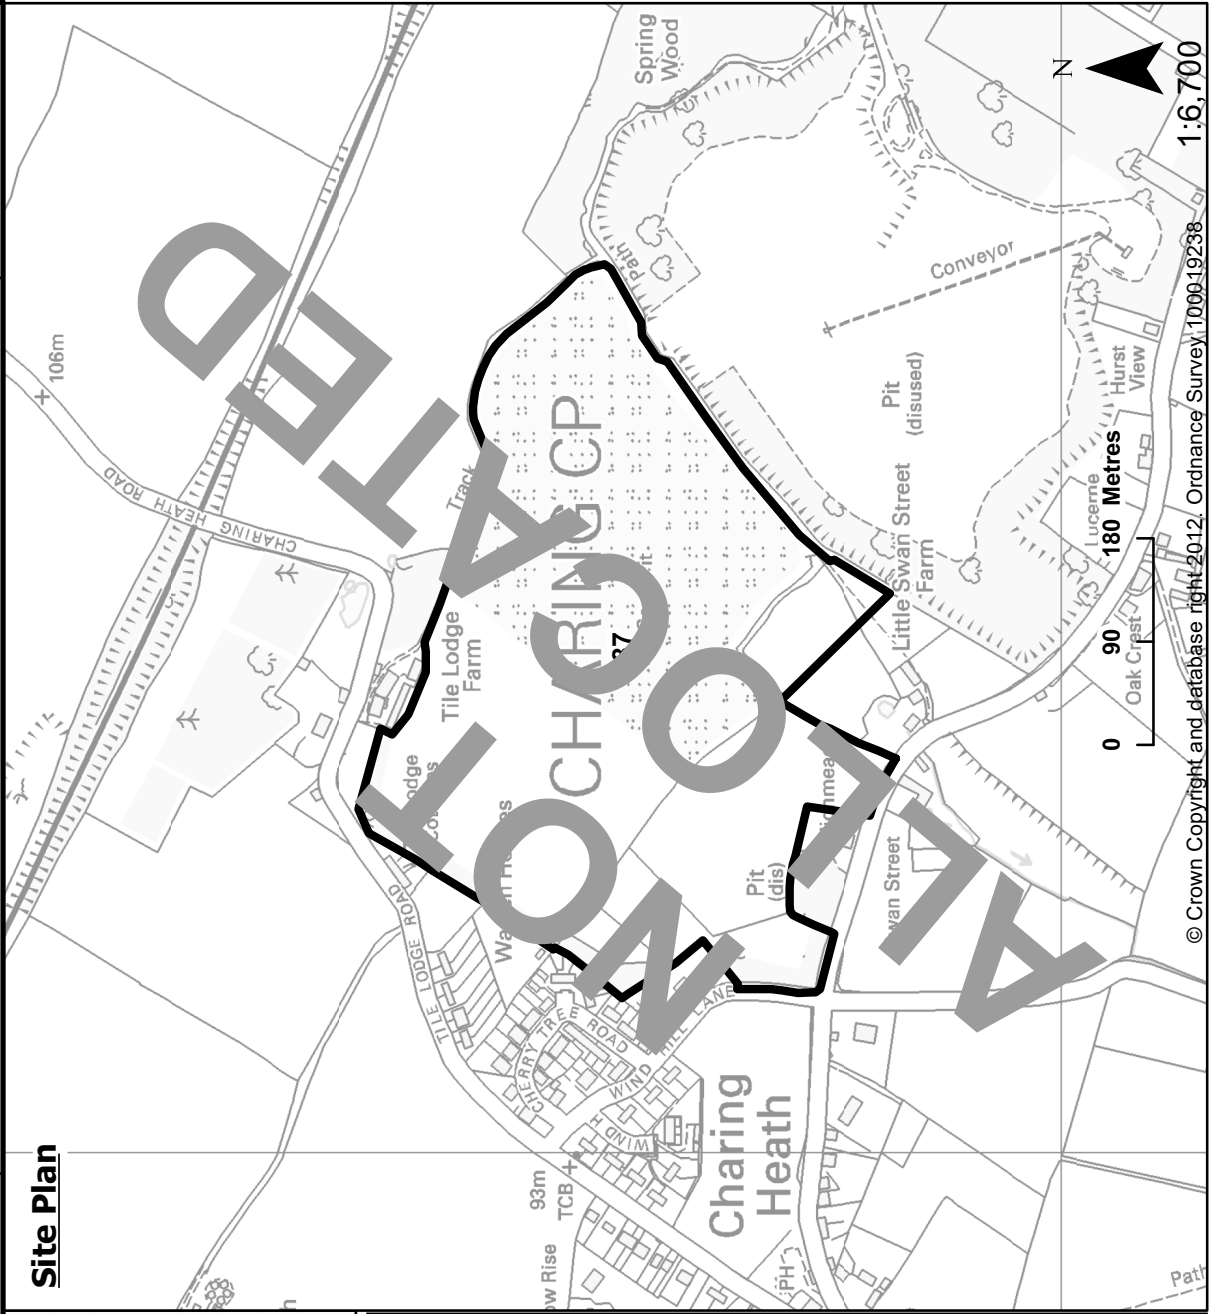 Site Plan
NOT ALLOCATED
106m
CHARING HEATH ROAD
Spring
Wood
Path
Track
Tile Lodge
Farm
TILE LODGE ROAD
CHARING CP
Conveyor
Pit
(disused)
Little Swan Street
Farm
Hurst
View
Lucerne
Oak Crest
Pit
(dis)
CHERRY TREE ROAD
WIND HILL LANE
WIND H
93m
TCB
Charing
Heath
PH
Path
N
1:6,700
0 90 180 Metres
© Crown Copyright and database right 2012. Ordnance Survey 100019238